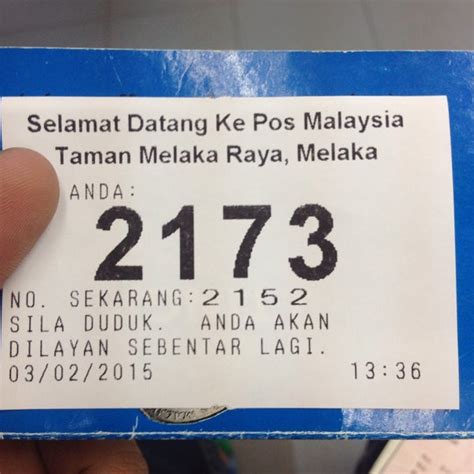 Selamat Datang Ke Pos Malaysia
Taman Melaka Raya, Melaka
ANDA:
2173
NO. SEKARANG:2152
SILA DUDUK. ANDA AKAN
DILAYAN SEBENTAR LAGI.
03/02/2015 13:36